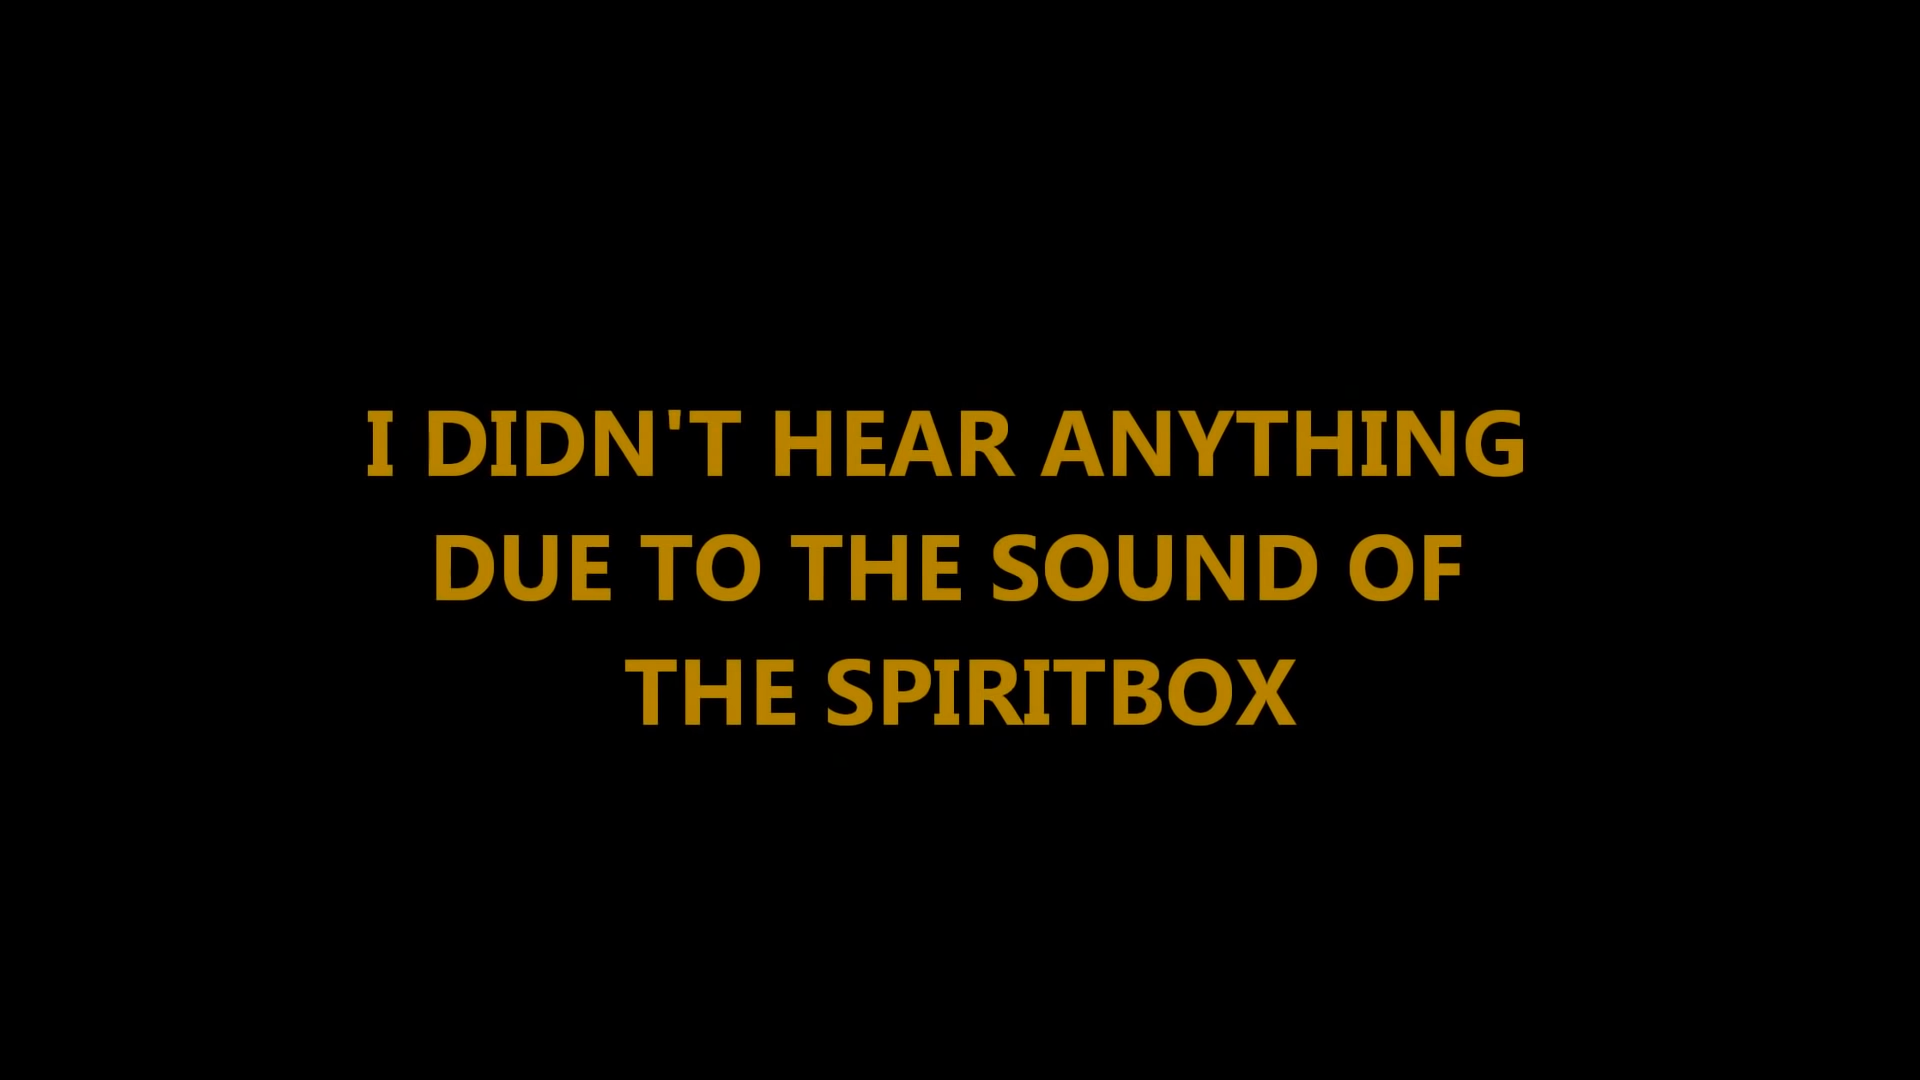 I DIDN'T HEAR ANYTHING
DUE TO THE SOUND OF
THE SPIRITBOX